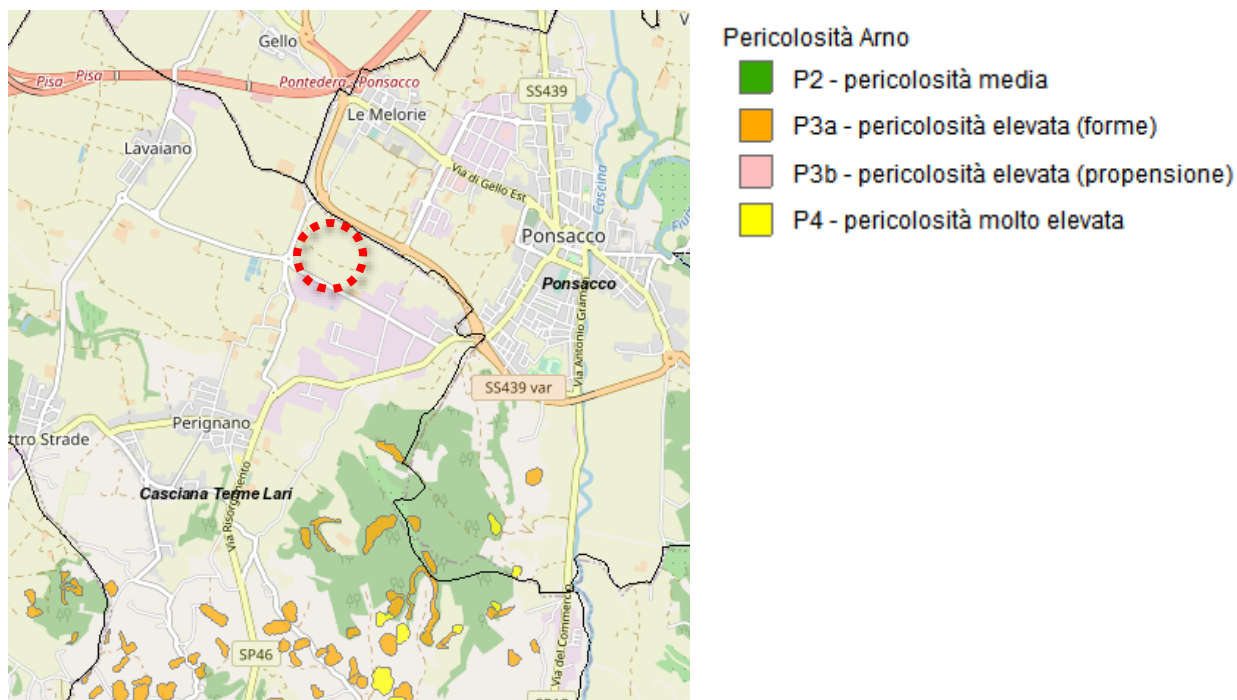 Gello
V
Pisa
Pisa
Pontedera - Ponsacco
SS439
Le Melorie
Lavaiano
Via di Gello Est
Cascina
Ponsacco
Ponsacco
Via Antonio Gramsci
SS439 var
Perignano
ttro Strade
Casciana Terme Lari
Via Risorgimento
Via del Commercio
SP46
Pericolosità Arno
P2 - pericolosità media
P3a - pericolosità elevata (forme)
P3b - pericolosità elevata (propensione)
P4 - pericolosità molto elevata